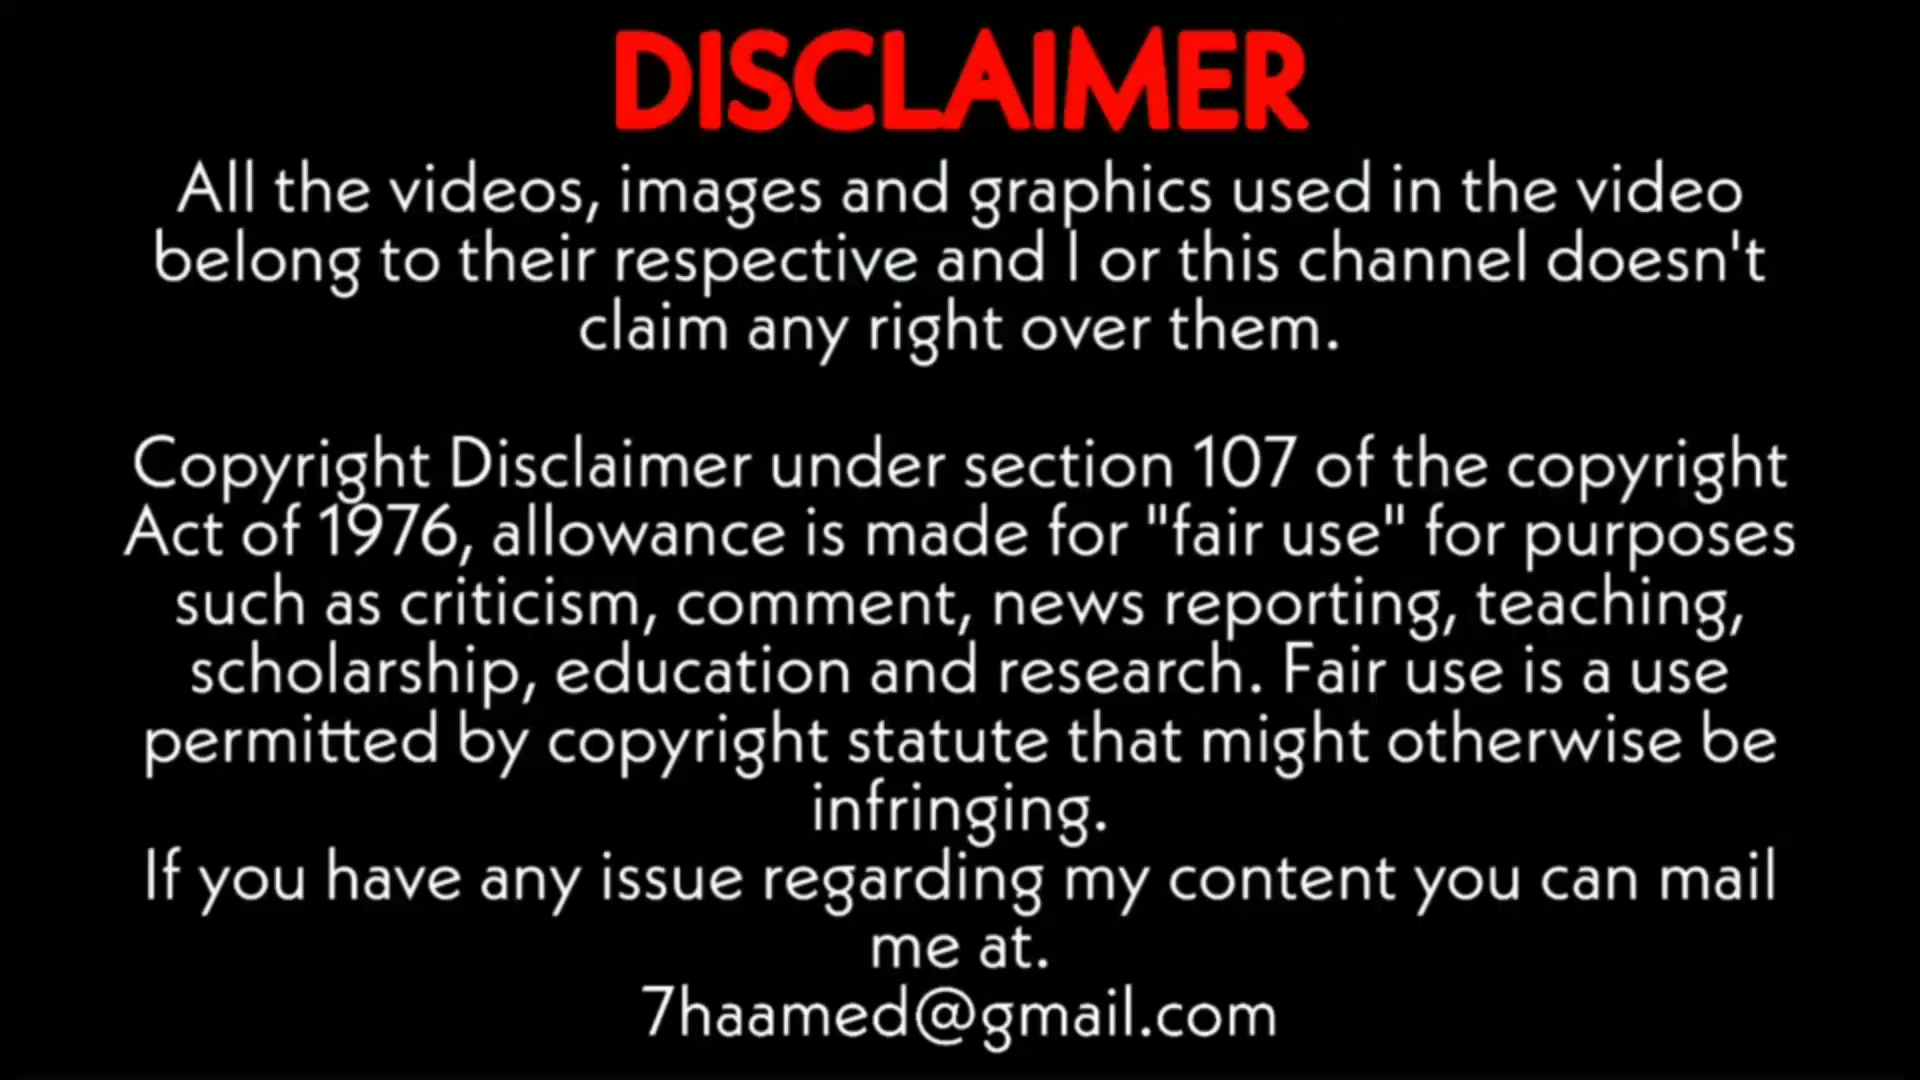 DISCLAIMER
All the videos, images and graphics used in the video
belong to their respective and I or this channel doesn't
claim any right over them.
Copyright Disclaimer under section 107 of the copyright
Act of 1976, allowance is made for "fair use" for purposes
such as criticism, comment, news reporting, teaching,
scholarship, education and research. Fair use is a use
permitted by copyright statute that might otherwise be
infringing.
If you have any issue regarding my content you can mail
me at.
7haamed@gmail.com